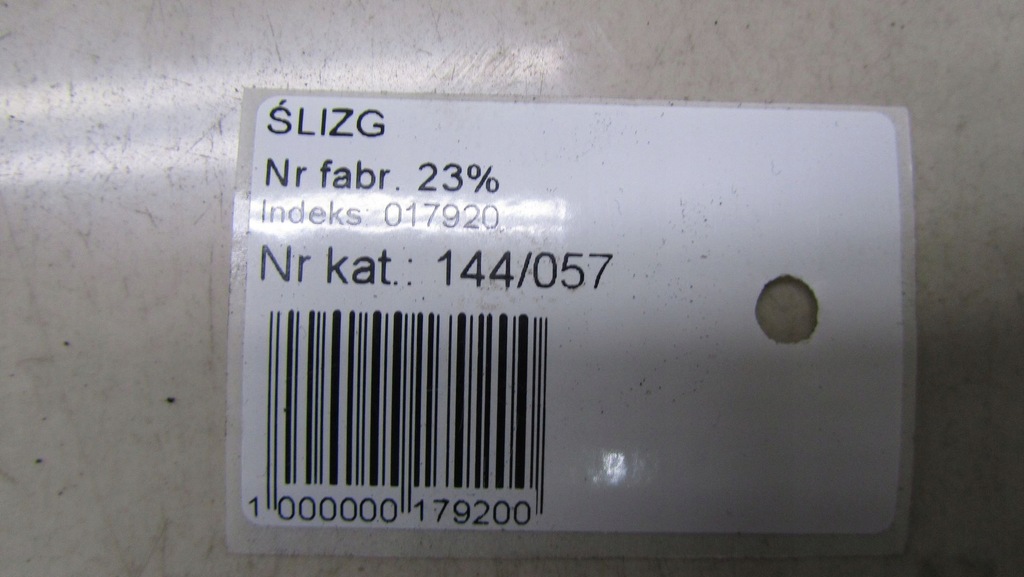 ŚLIZG
Nr fabr. 23%
Indeks: 017920
Nr kat.: 144/057
1 000000 179200